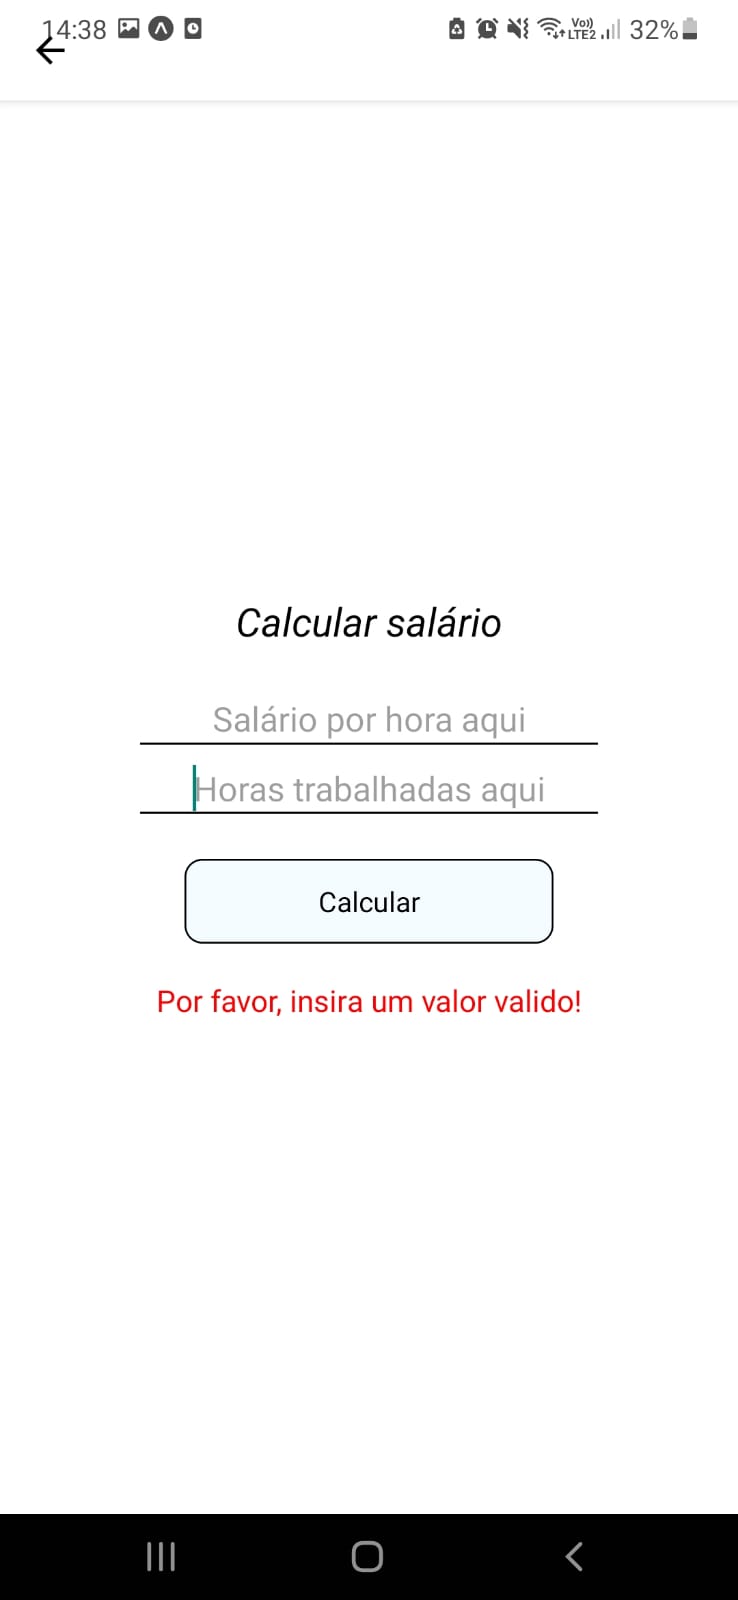 14:38
Vo))
LTE2
32%
Calcular salário
Salário por hora aqui
Horas trabalhadas aqui
Calcular
Por favor, insira um valor valido!